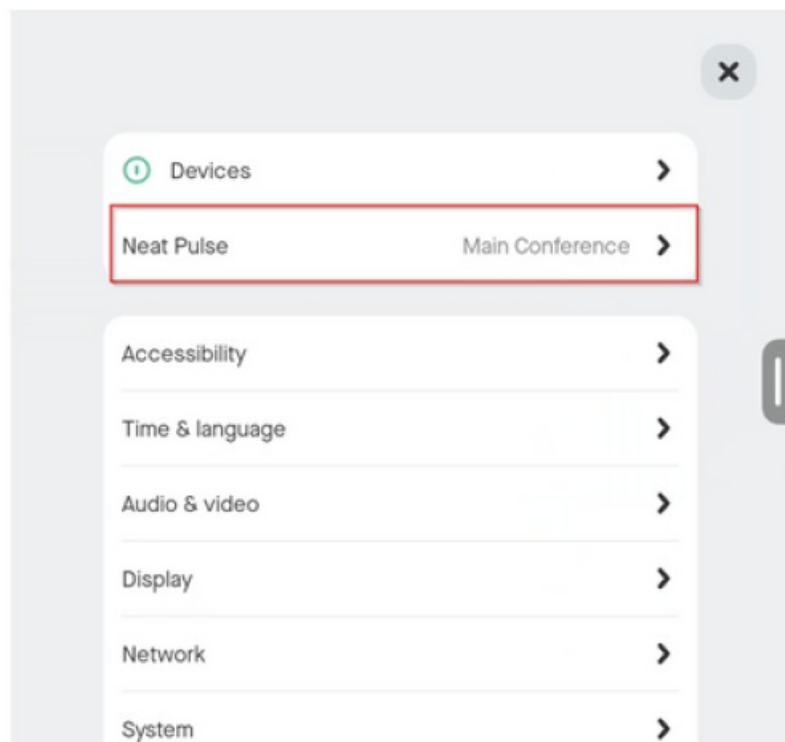 Devices
Neat Pulse Main Conference
Accessibility
Time & language
Audio & video
Display
Network
System